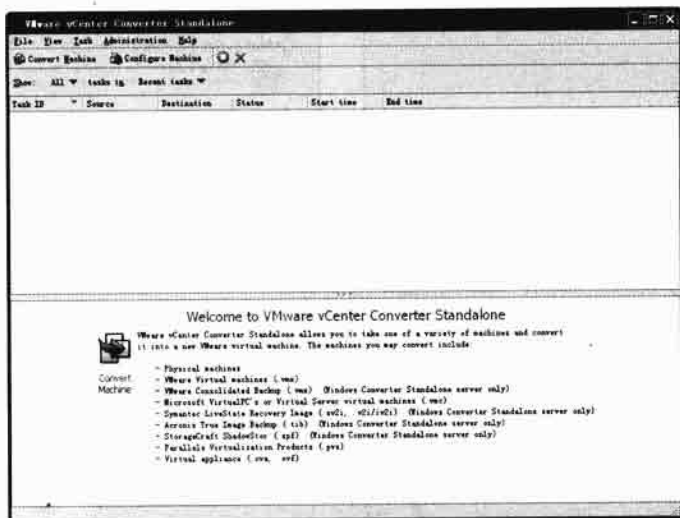 VMware vCenter Converter Standalone
File View Task Administration Help
Convert Machine Configure Machine
Show: All tasks in Recent tasks
Task ID Source Destination Status Start time End time
Welcome to VMware vCenter Converter Standalone
VMware vCenter Converter Standalone allows you to take one of a variety of machines and convert
it into a new VMware virtual machine. The machines you may convert include:
Convert
Machine
- Physical machines
- VMware Virtual machines (.vmx)
- VMware Consolidated Backup (.vmx) (Windows Converter Standalone server only)
- Microsoft VirtualPC's or Virtual Server virtual machines (.vmc)
- Symantec LiveState Recovery Image (.sv2i, .v2i/iv2i) (Windows Converter Standalone server only)
- Acronis True Image Backup (.tib) (Windows Converter Standalone server only)
- StorageCraft ShadowStor (.spf) (Windows Converter Standalone server only)
- Parallels Virtualization Products (.pvs)
- Virtual appliance (.ova, .ovf)